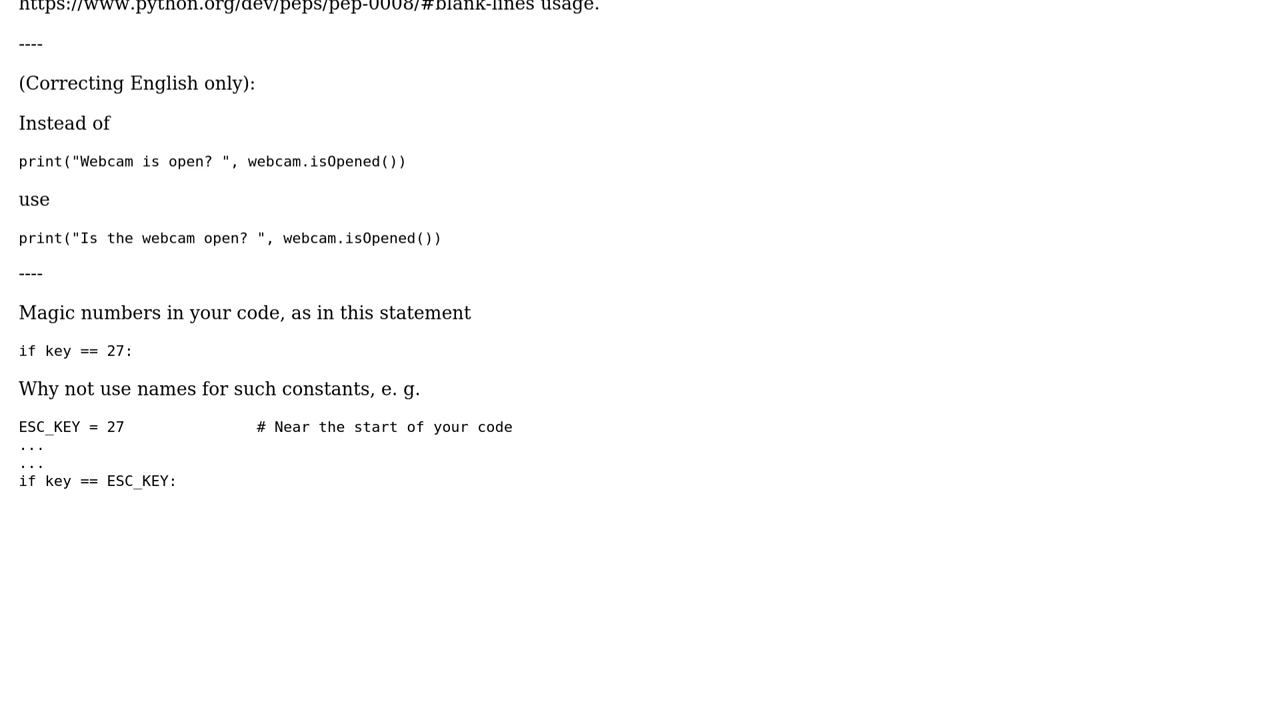 https://www.python.org/dev/peps/pep-0008/#blank-lines usage.
----
(Correcting English only):
Instead of
print("Webcam is open? ", webcam.isOpened())
use
print("Is the webcam open? ", webcam.isOpened())
----
Magic numbers in your code, as in this statement
if key == 27:
Why not use names for such constants, e. g.
ESC_KEY = 27               # Near the start of your code
...
...
if key == ESC_KEY: